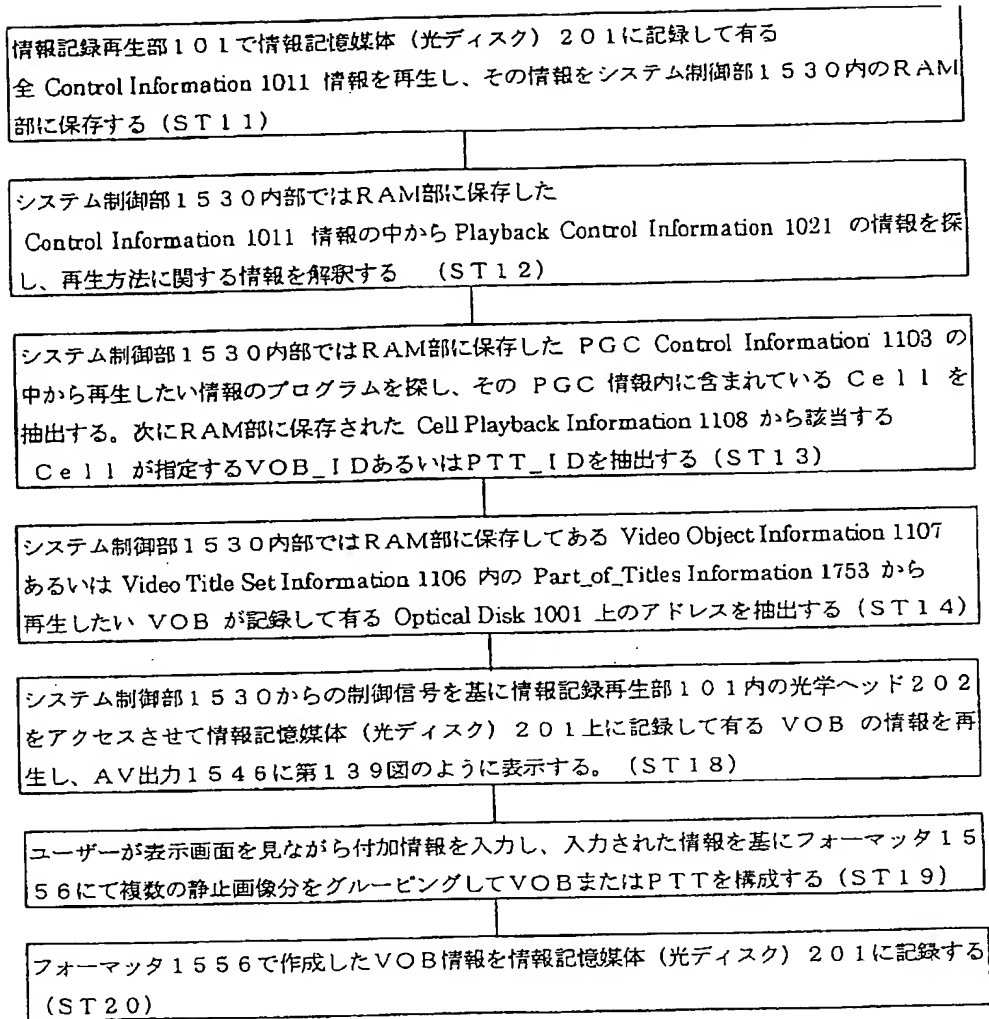 情報記録再生部101で情報記憶媒体（光ディスク）201に記録して有る
全 Control Information 1011 情報を再生し、その情報をシステム制御部1530内のRAM
部に保存する（ST11）
システム制御部1530内部ではRAM部に保存した
Control Information 1011 情報の中から Playback Control Information 1021 の情報を探
し、再生方法に関する情報を解釈する （ST12）
システム制御部1530内部ではRAM部に保存した PGC Control Information 1103 の
中から再生したい情報のプログラムを探し、その PGC 情報内に含まれている Cell を
抽出する。次にRAM部に保存された Cell Playback Information 1108 から該当する
Cell が指定するVOB_IDあるいはPTT_IDを抽出する（ST13）
システム制御部1530内部ではRAM部に保存してある Video Object Information 1107
あるいは Video Title Set Information 1106 内の Part_of_Titles Information 1753 から
再生したい VOB が記録して有る Optical Disk 1001 上のアドレスを抽出する（ST14）
システム制御部1530からの制御信号を基に情報記録再生部101内の光学ヘッド202
をアクセスさせて情報記憶媒体（光ディスク）201上に記録して有る VOB の情報を再
生し、AV出力1546に第139図のように表示する。（ST18）
ユーザーが表示画面を見ながら付加情報を入力し、入力された情報を基にフォーマッタ15
56にて複数の静止画像分をグルーピングしてVOBまたはPTTを構成する（ST19）
フォーマッタ1556で作成したVOB情報を情報記憶媒体（光ディスク）201に記録する
（ST20）